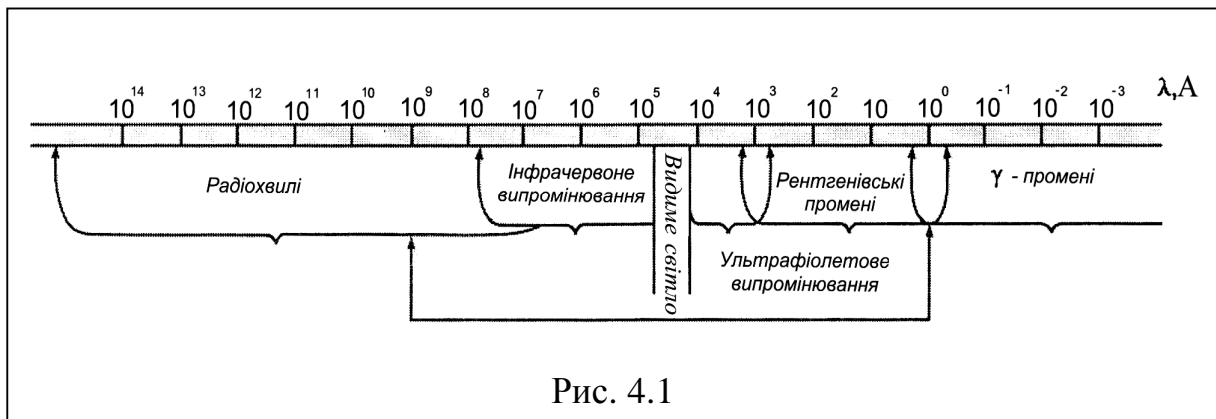 10¹⁴ 10¹³ 10¹² 10¹¹ 10¹⁰ 10⁹ 10⁸ 10⁷ 10⁶ 10⁵ 10⁴ 10³ 10² 10 10⁰ 10⁻¹ 10⁻² 10⁻³ λ,А
Радіохвилі
Інфрачервоне
випромінювання
Видиме світло
Рентгенівські
промені
γ - промені
Ультрафіолетове
випромінювання
Рис. 4.1